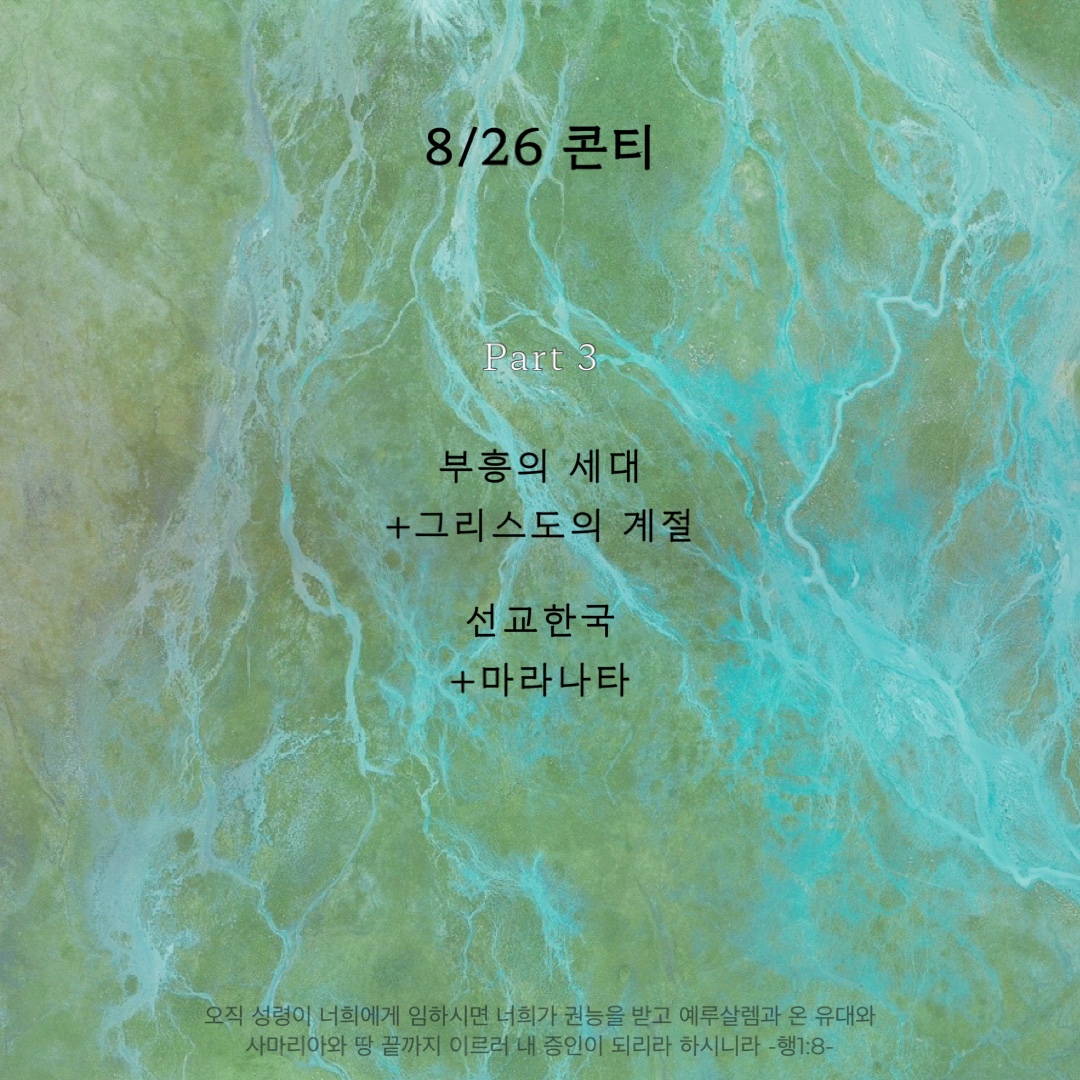 8/26 콘티
Part 3
부흥의 세대
+그리스도의 계절
선교한국
+마라나타
오직 성령이 너희에게 임하시면 너희가 권능을 받고 예루살렘과 온 유대와
사마리아와 땅 끝까지 이르러 내 증인이 되리라 하시니라 -행1:8-